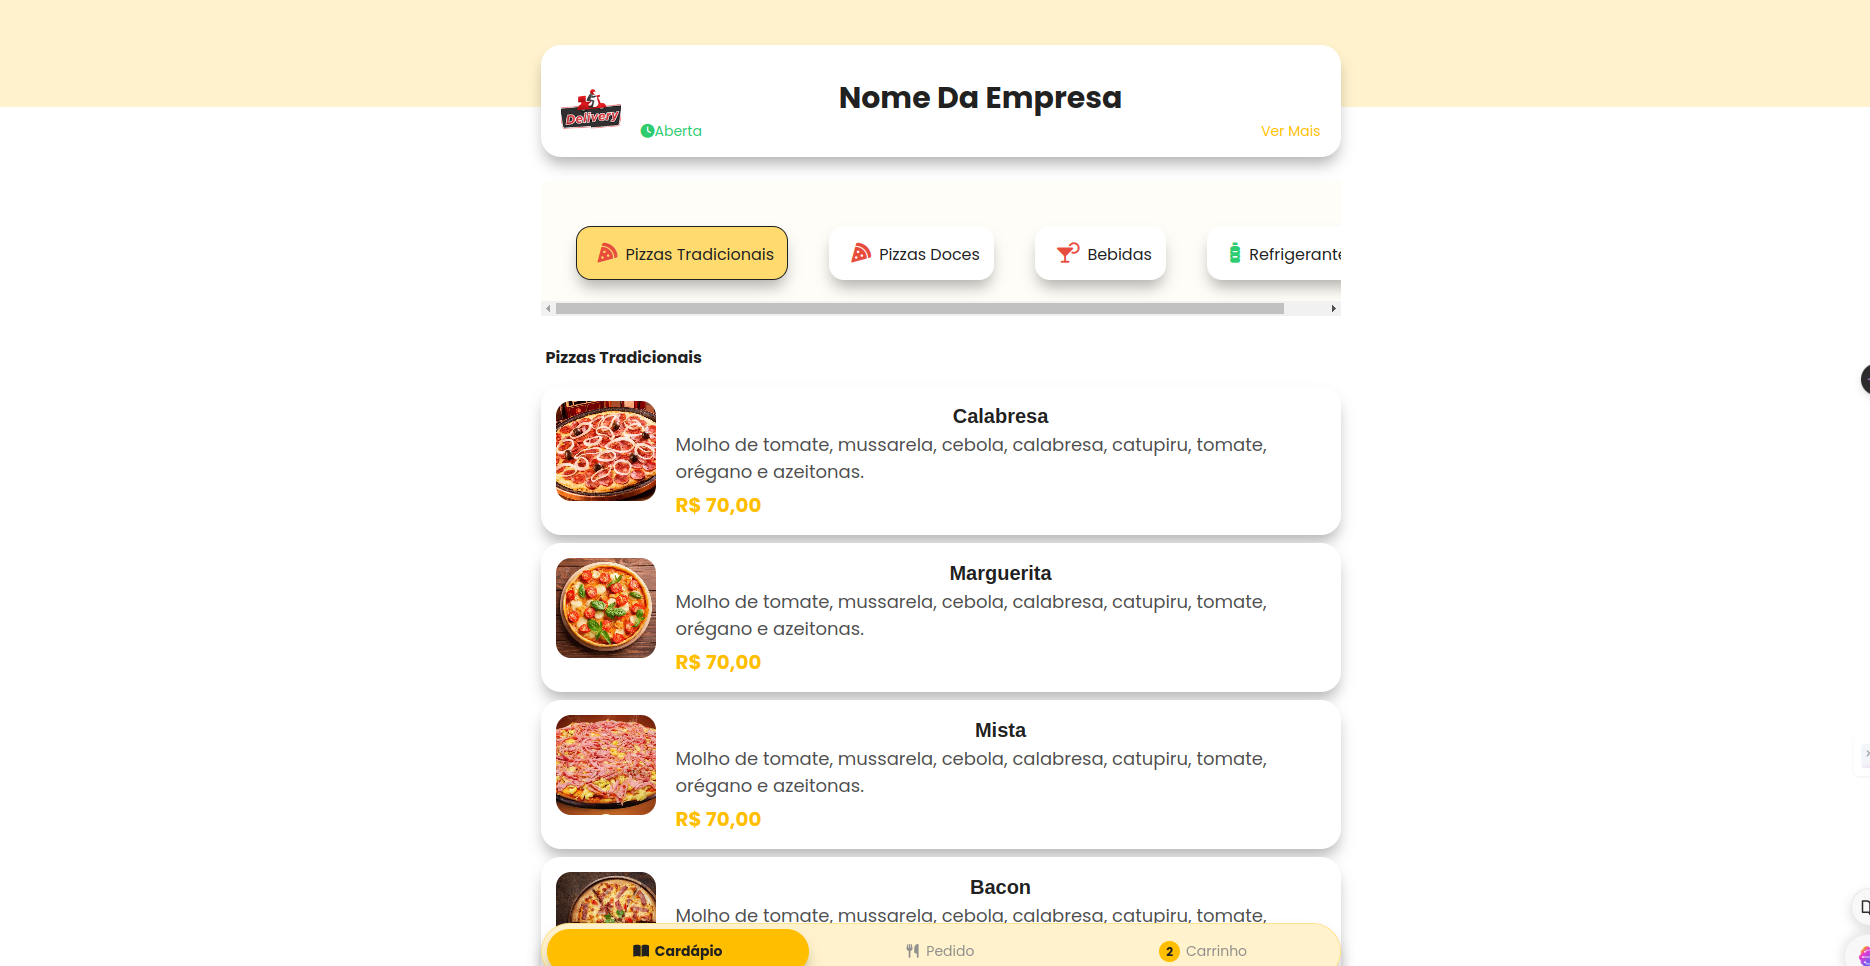 Nome Da Empresa
Delivery
Aberta
Ver Mais
Pizzas Tradicionais
Pizzas Doces
Bebidas
Refrigerante
Pizzas Tradicionais
Calabresa
Molho de tomate, mussarela, cebola, calabresa, catupiru, tomate,
orégano e azeitonas.
R$ 70,00
Marguerita
Molho de tomate, mussarela, cebola, calabresa, catupiru, tomate,
orégano e azeitonas.
R$ 70,00
Mista
Molho de tomate, mussarela, cebola, calabresa, catupiru, tomate,
orégano e azeitonas.
R$ 70,00
Bacon
Molho de tomate, mussarela, cebola, calabresa, catupiru, tomate,
Cardápio
Pedido
2 Carrinho